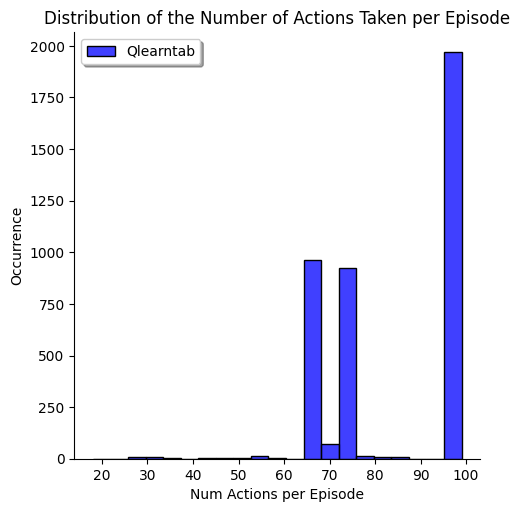 Distribution of the Number of Actions Taken per Episode
Qlearntab
2000
1750
1500
1250
1000
750
500
250
0
Occurrence
20 30 40 50 60 70 80 90 100
Num Actions per Episode